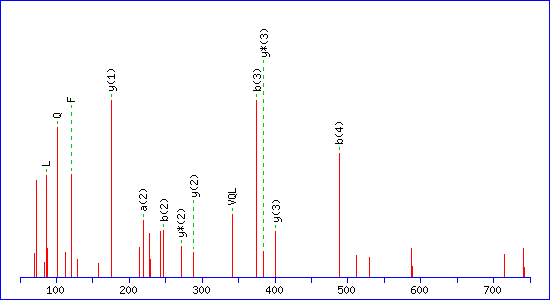 L
Q
F
y(1)
a(2)
b(2)
y*(2)
y(2)
VQL
b(3)
y*(3)
y(3)
b(4)
100 200 300 400 500 600 700